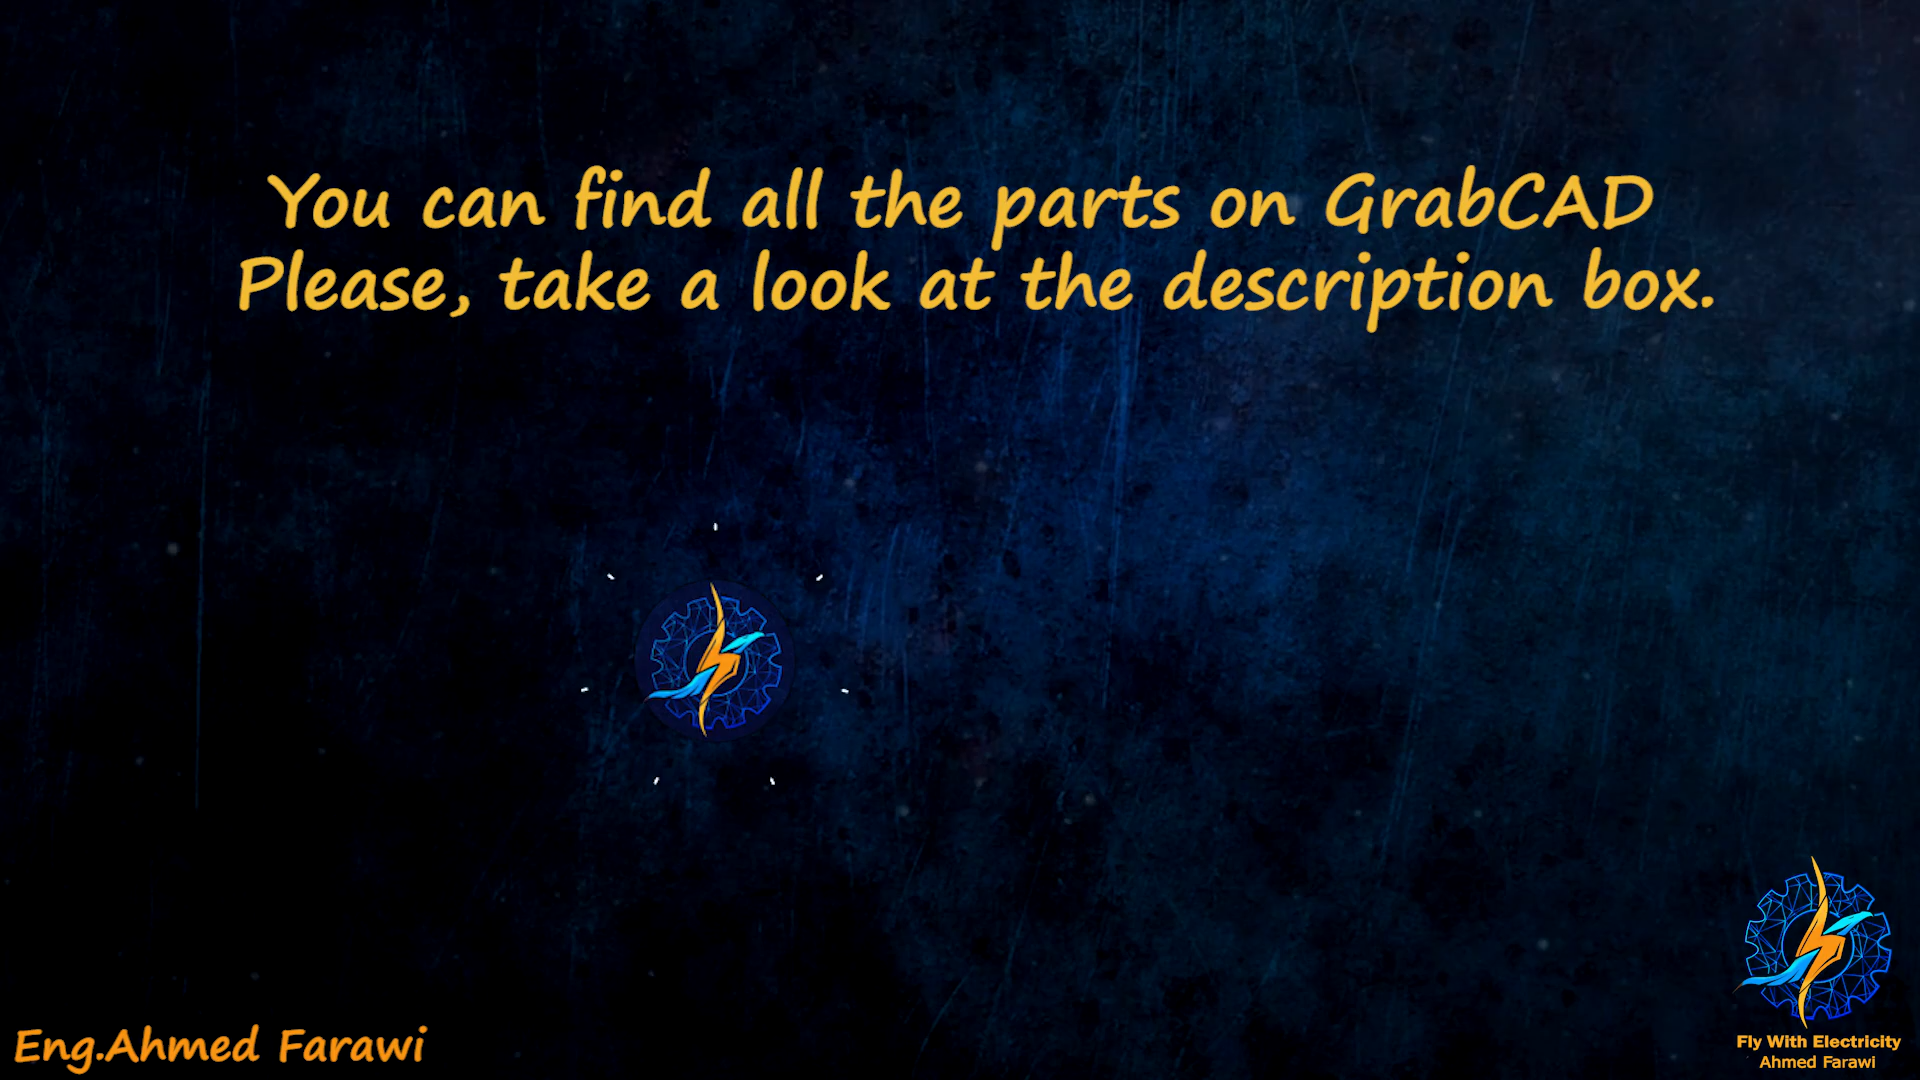 You can find all the parts on GrabCAD
Please, take a look at the description box.
Eng.Ahmed Farawi
Fly With Electricity
Ahmed Farawi